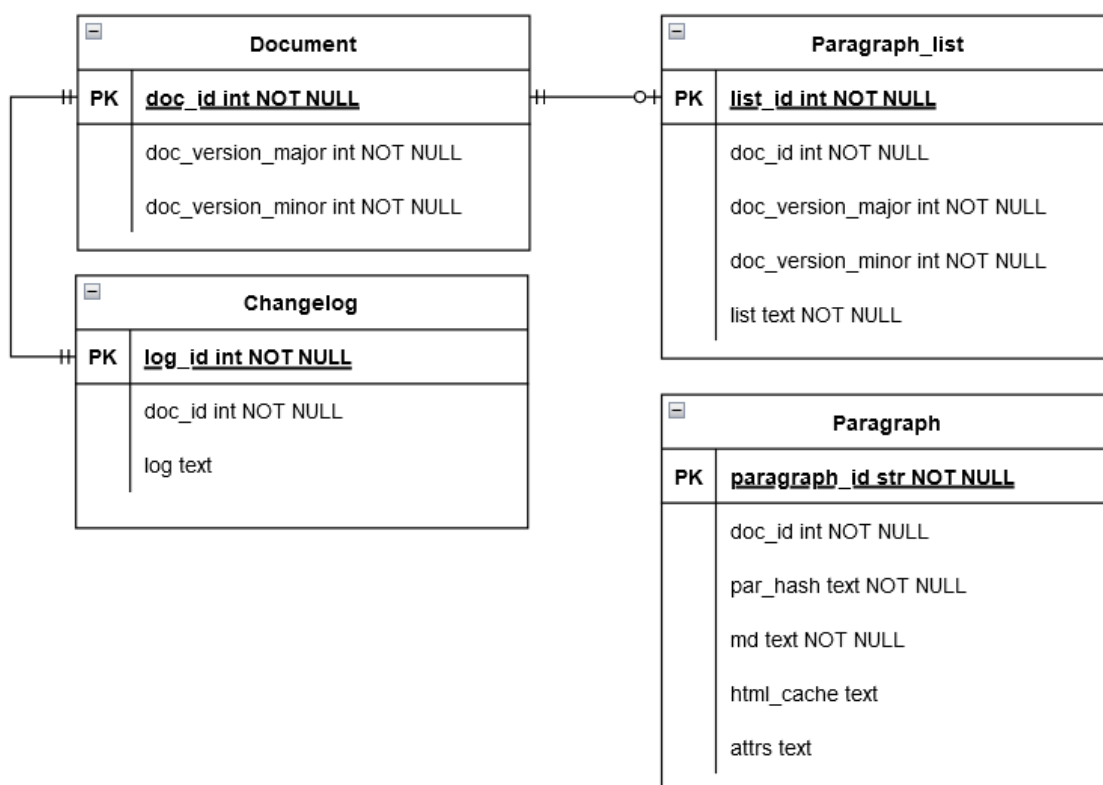 Document
PK doc_id int NOT NULL
doc_version_major int NOT NULL
doc_version_minor int NOT NULL
Changelog
PK log_id int NOT NULL
doc_id int NOT NULL
log text
Paragraph_list
PK list_id int NOT NULL
doc_id int NOT NULL
doc_version_major int NOT NULL
doc_version_minor int NOT NULL
list text NOT NULL
Paragraph
PK paragraph_id str NOT NULL
doc_id int NOT NULL
par_hash text NOT NULL
md text NOT NULL
html_cache text
attrs text